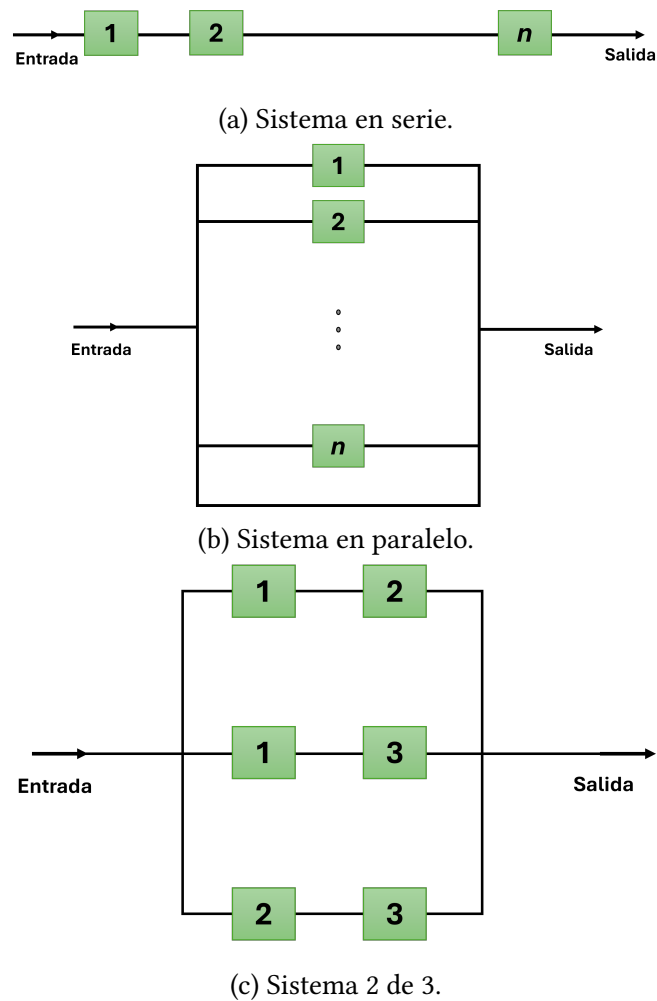 1 2 n
Entrada Salida
(a) Sistema en serie.
1
2
Entrada Salida
n
(b) Sistema en paralelo.
1 2
1 3
Entrada Salida
2 3
(c) Sistema 2 de 3.